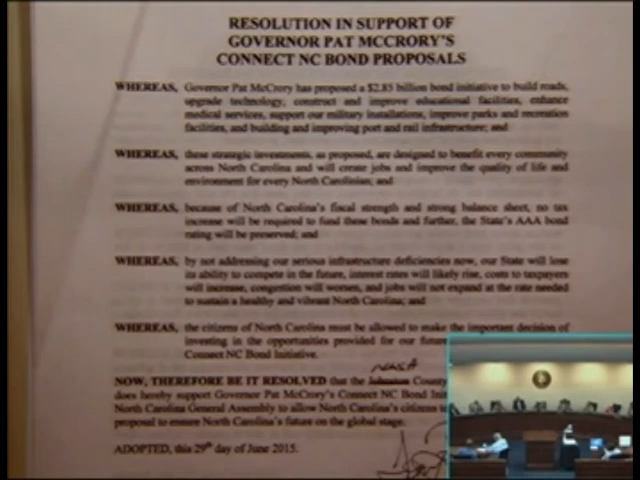 RESOLUTION IN SUPPORT OF
GOVERNOR PAT MCCRORY'S
CONNECT NC BOND PROPOSALS
WHEREAS, Governor Pat McCrory has proposed a $2.85 billion bond initiative to build roads,
upgrade technology, construct and improve educational facilities, enhance
medical services, support our military installations, improve parks and recreation
facilities, and building and improving port and rail infrastructure; and
WHEREAS, these strategic investments, as proposed, are designed to benefit every community
across North Carolina and will create jobs and improve the quality of life and
environment for every North Carolinian; and
WHEREAS, because of North Carolina's fiscal strength and strong balance sheet, no tax
increase will be required to fund these bonds and further, the State's AAA bond
rating will be preserved; and
WHEREAS, by not addressing our serious infrastructure deficiencies now, our State will lose
its ability to compete in the future, interest rates will likely rise, costs to taxpayers
will increase, congestion will worsen, and jobs will not expand at the rate needed
to sustain a healthy and vibrant North Carolina; and
WHEREAS, the citizens of North Carolina must be allowed to make the important decision of
investing in the opportunities provided for our future
Connect NC Bond Initiative.
NASH
NOW, THEREFORE BE IT RESOLVED that the Johnston County
does hereby support Governor Pat McCrory's Connect NC Bond Init
North Carolina General Assembly to allow North Carolina's citizens to
proposal to ensure North Carolina's future on the global stage.
ADOPTED, this 29th day of June 2015.